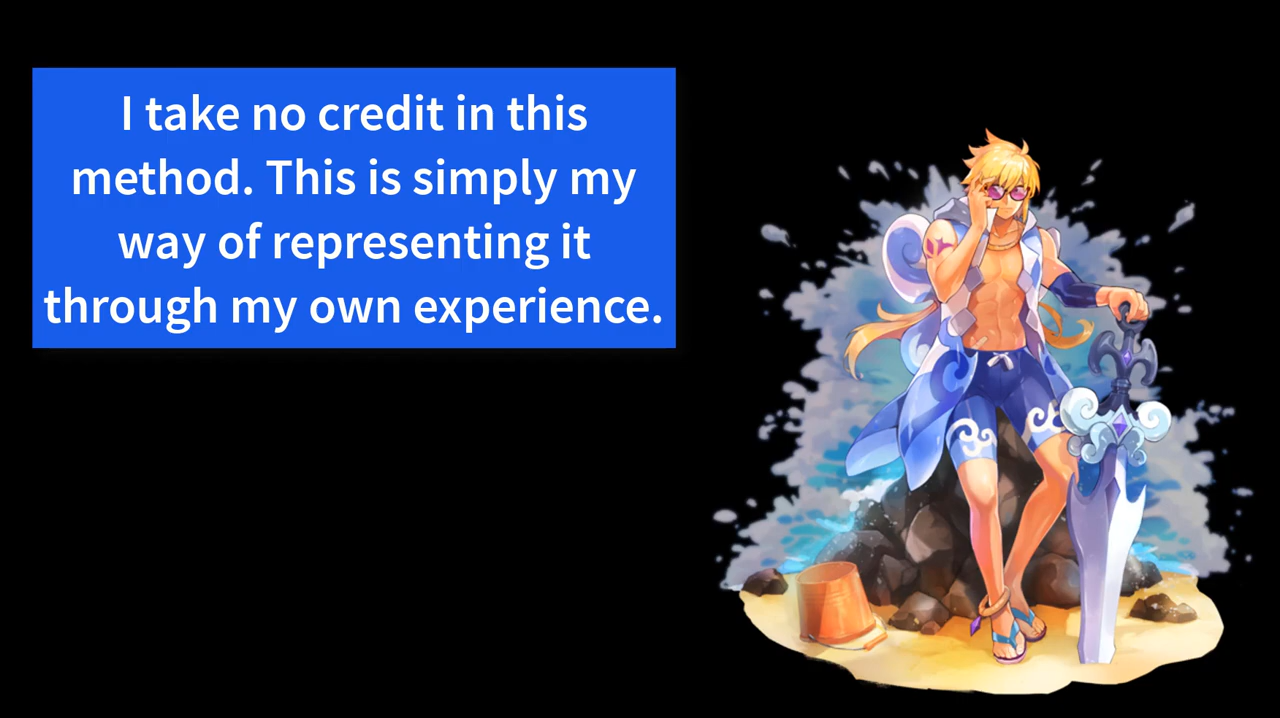 I take no credit in this
method. This is simply my
way of representing it
through my own experience.